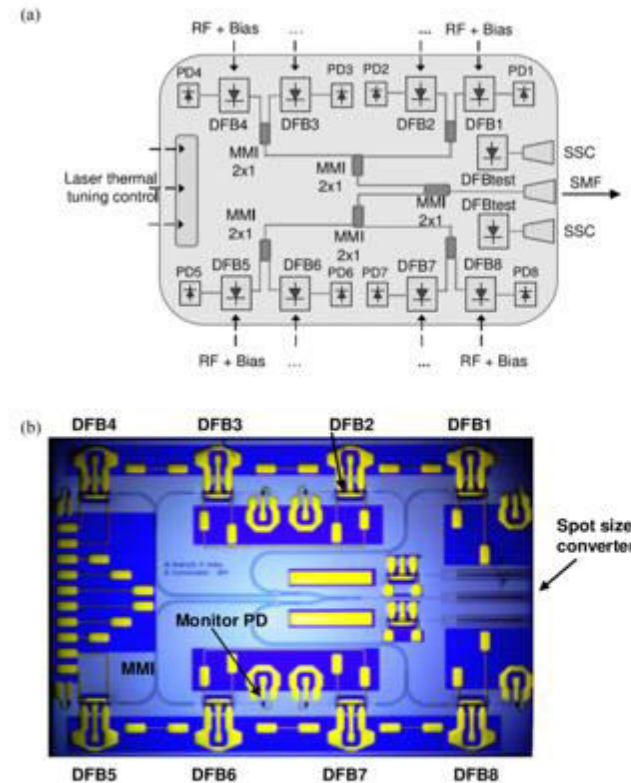 (a)
RF + Bias ... ... RF + Bias
PD4 PD3 PD2 PD1
DFB4 DFB3 DFB2 DFB1
MMI
2x1
MMI
2x1
SSC
DFBtest
Laser thermal
tuning control
SMF
MMI
2x1
DFBtest
MMI
2x1
MMI
2x1
SSC
PD5 DFB5 DFB6 PD6 PD7 DFB7 DFB8 PD8
RF + Bias ... ... RF + Bias
(b)
DFB4 DFB3 DFB2 DFB1
Spot size
converter
Monitor PD
MMI
DFB5 DFB6 DFB7 DFB8